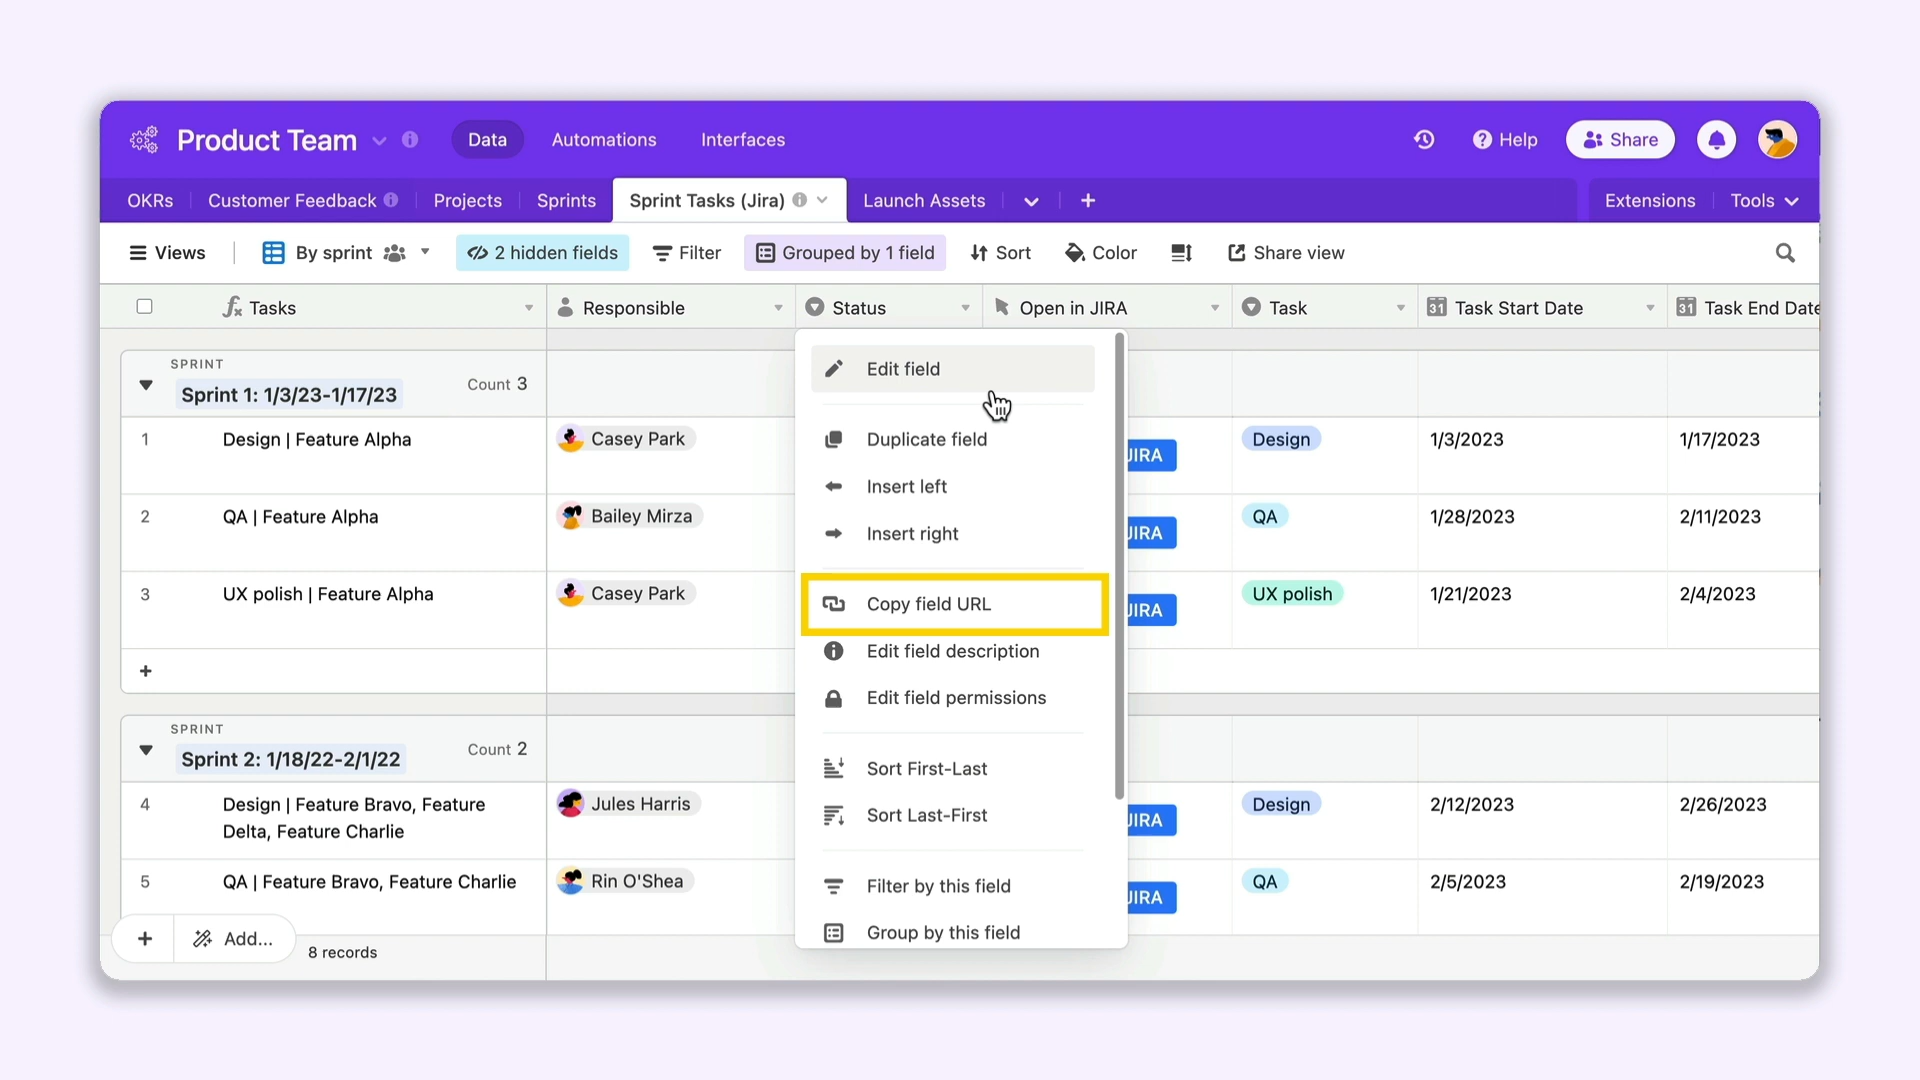 Product Team
Data
Automations
Interfaces
Help
Share
OKRs
Customer Feedback
Projects
Sprints
Sprint Tasks (Jira)
Launch Assets
Extensions
Tools
Views
By sprint
2 hidden fields
Filter
Grouped by 1 field
Sort
Color
Share view
Tasks
Responsible
Status
Open in JIRA
Task
31 Task Start Date
31 Task End Date
SPRINT
Sprint 1: 1/3/23-1/17/23
Count 3
1
Design | Feature Alpha
Casey Park
JIRA
Design
1/3/2023
1/17/2023
2
QA | Feature Alpha
Bailey Mirza
JIRA
QA
1/28/2023
2/11/2023
3
UX polish | Feature Alpha
Casey Park
JIRA
UX polish
1/21/2023
2/4/2023
SPRINT
Sprint 2: 1/18/22-2/1/22
Count 2
4
Design | Feature Bravo, Feature
Delta, Feature Charlie
Jules Harris
JIRA
Design
2/12/2023
2/26/2023
5
QA | Feature Bravo, Feature Charlie
Rin O'Shea
JIRA
QA
2/5/2023
2/19/2023
Add...
8 records
Edit field
Duplicate field
Insert left
Insert right
Copy field URL
Edit field description
Edit field permissions
Sort First-Last
Sort Last-First
Filter by this field
Group by this field